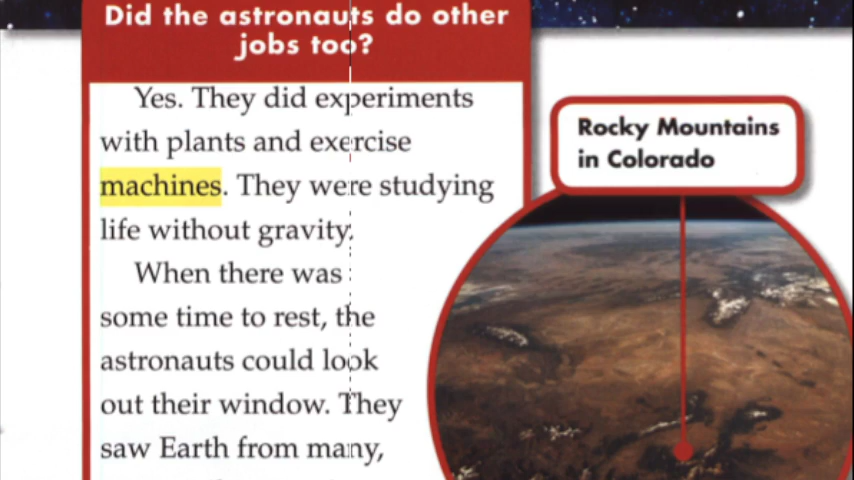 Did the astronauts do other
jobs too?
Yes. They did experiments
with plants and exercise
machines. They were studying
life without gravity.
When there was
some time to rest, the
astronauts could look
out their window. They
saw Earth from many,
Rocky Mountains
in Colorado